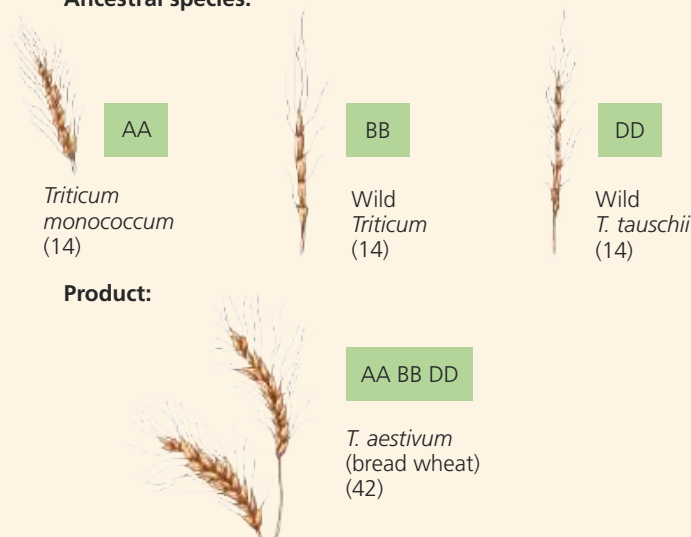 Ancestral species:
AA
Triticum
monococcum
(14)
BB
Wild
Triticum
(14)
DD
Wild
T. tauschii
(14)
Product:
AA BB DD
T. aestivum
(bread wheat)
(42)